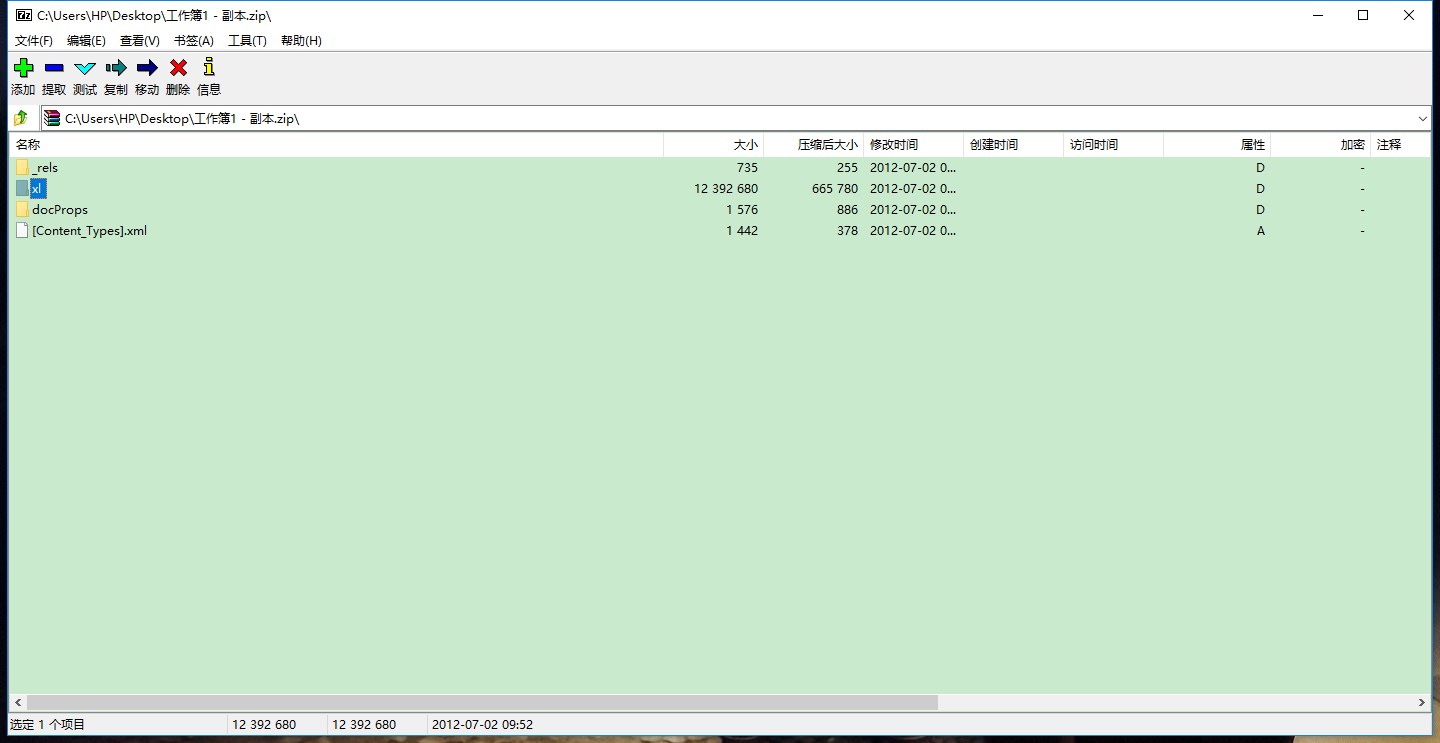 C:\Users\HP\Desktop\工作簿1 - 副本.zip\
文件(F) 编辑(E) 查看(V) 书签(A) 工具(T) 帮助(H)
添加 提取 测试 复制 移动 删除 信息
C:\Users\HP\Desktop\工作簿1 - 副本.zip\
名称 大小 压缩后大小 修改时间 创建时间 访问时间 属性 加密 注释
_rels 735 255 2012-07-02 0... D -
xl 12 392 680 665 780 2012-07-02 0... D -
docProps 1 576 886 2012-07-02 0... D -
[Content_Types].xml 1 442 378 2012-07-02 0... A -
选定 1 个项目 12 392 680 12 392 680 2012-07-02 09:52